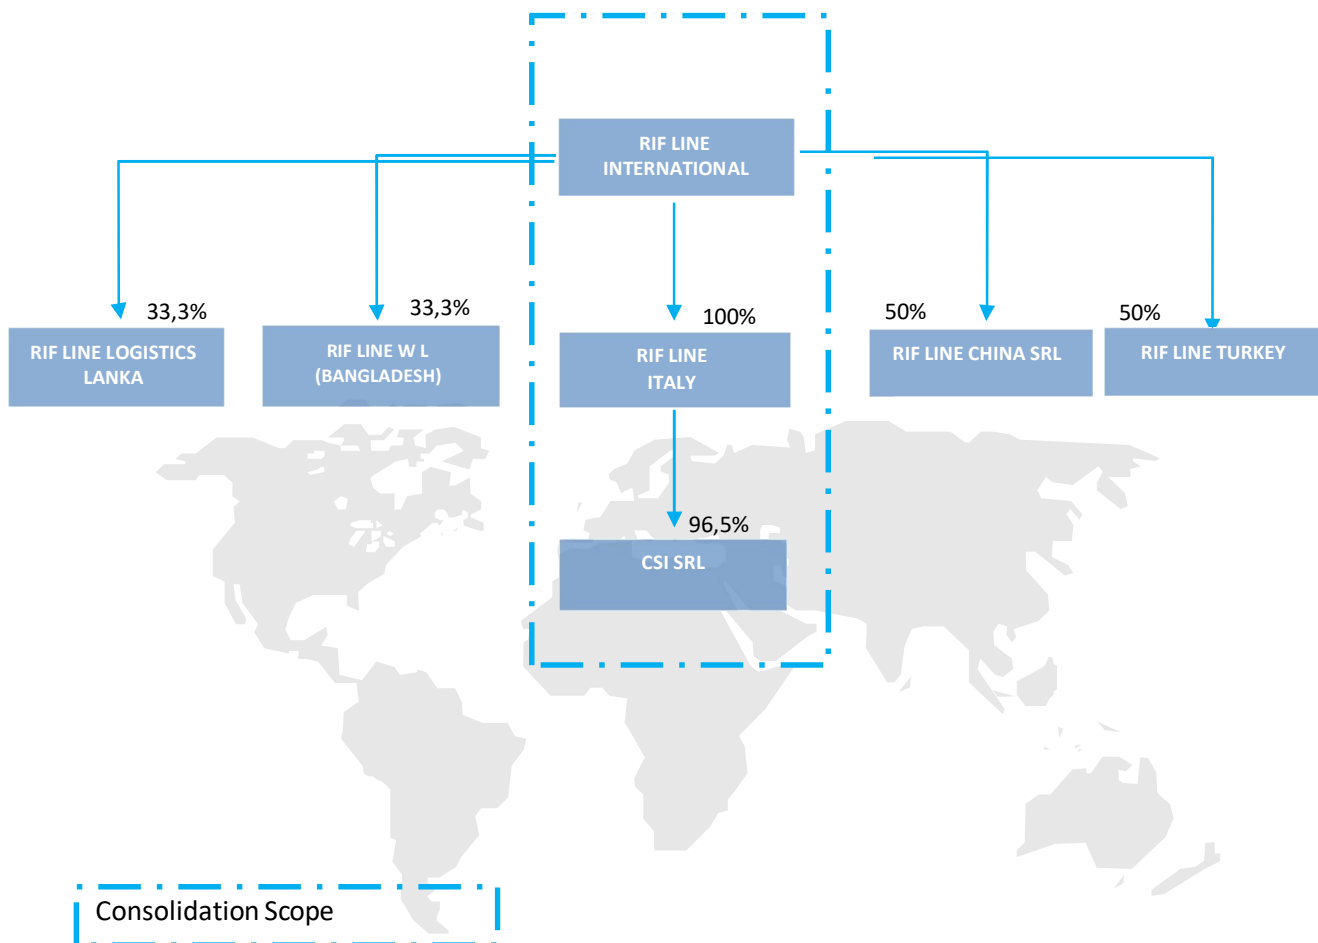 RIF LINE
INTERNATIONAL
33,3%
33,3%
100%
50%
50%
RIF LINE LOGISTICS
LANKA
RIF LINE W L
(BANGLADESH)
RIF LINE
ITALY
RIF LINE CHINA SRL
RIF LINE TURKEY
96,5%
CSI SRL
Consolidation Scope